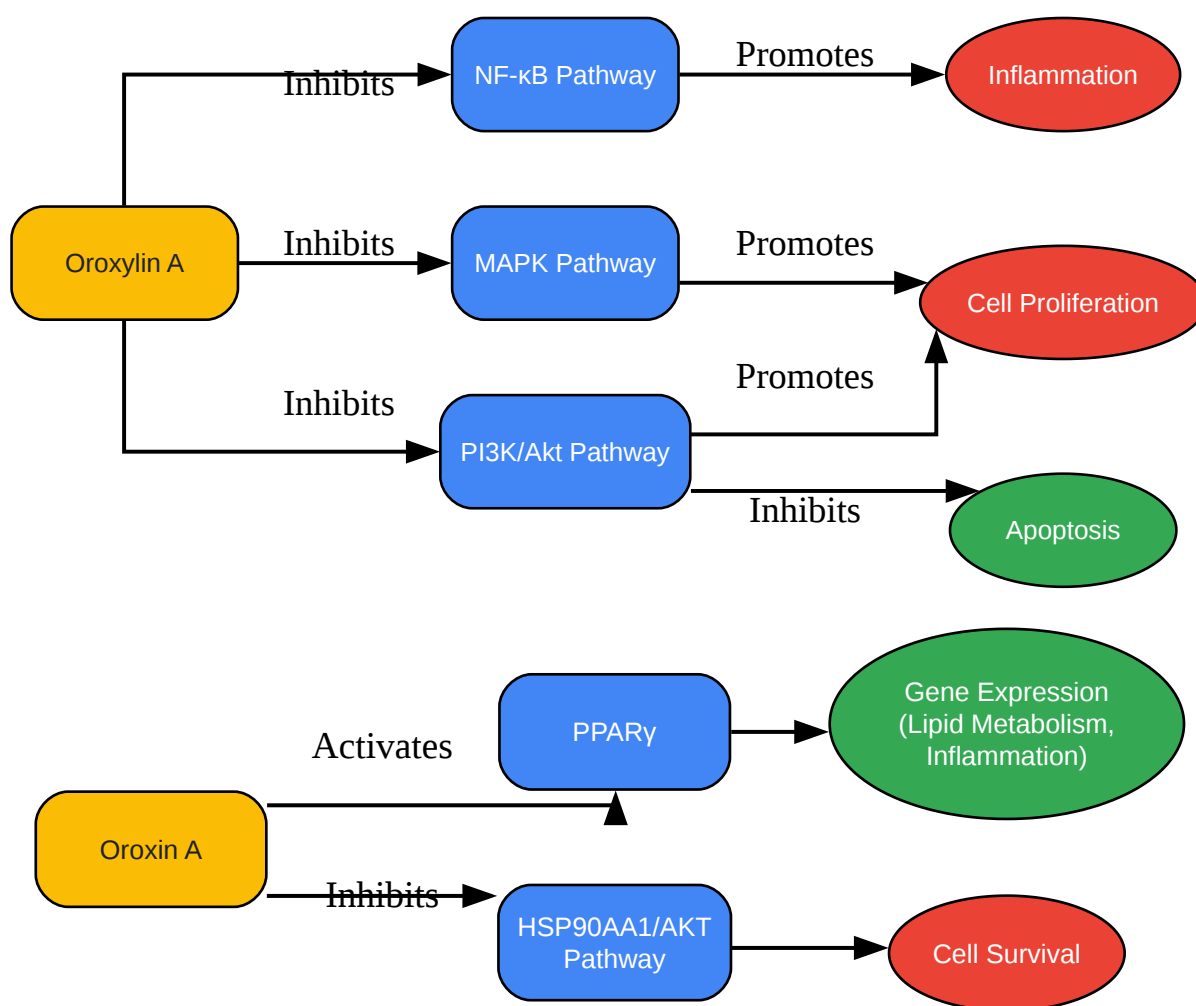 Inhibits
NF-κB Pathway
Promotes
Inflammation
Oroxylin A
Inhibits
MAPK Pathway
Promotes
Cell Proliferation
Inhibits
PI3K/Akt Pathway
Promotes
Inhibits
Apoptosis
Activates
PPARγ
Gene Expression
(Lipid Metabolism,
Inflammation)
Oroxin A
Inhibits
HSP90AA1/AKT
Pathway
Cell Survival